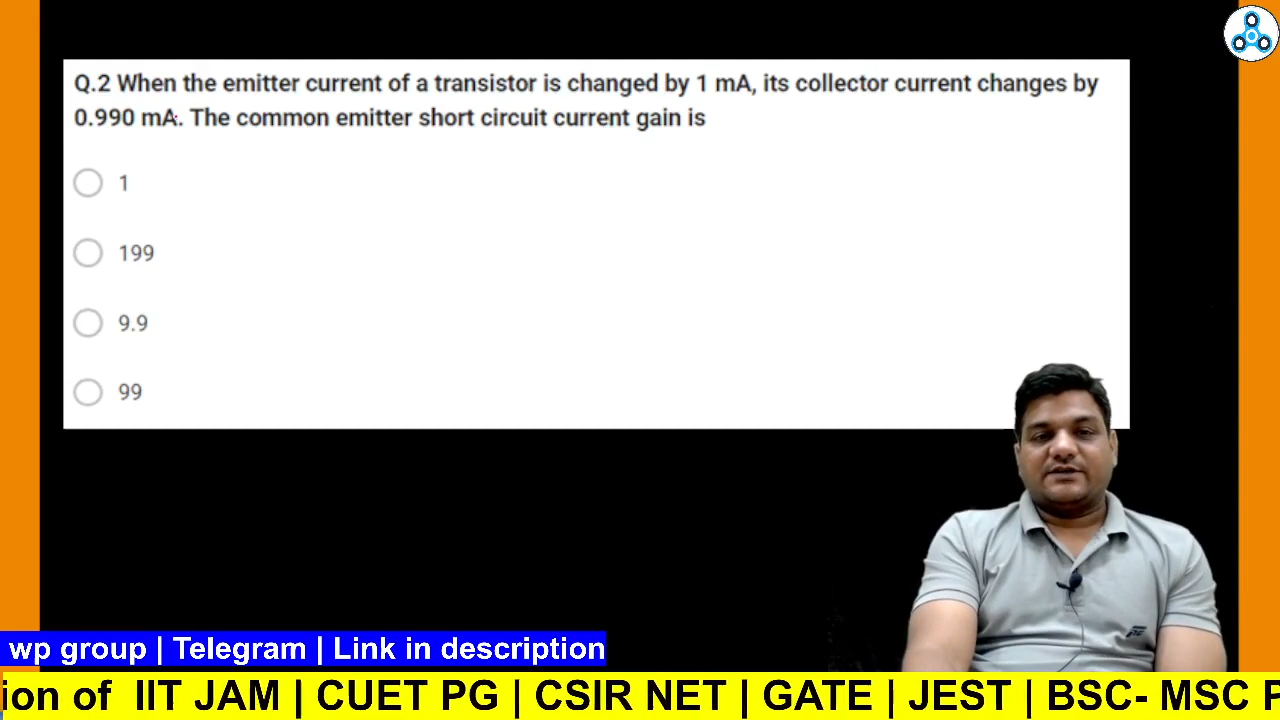 Q.2 When the emitter current of a transistor is changed by 1 mA, its collector current changes by
0.990 mA. The common emitter short circuit current gain is
1
199
9.9
99
wp group | Telegram | Link in description
ion of IIT JAM | CUET PG | CSIR NET | GATE | JEST | BSC- MSC P